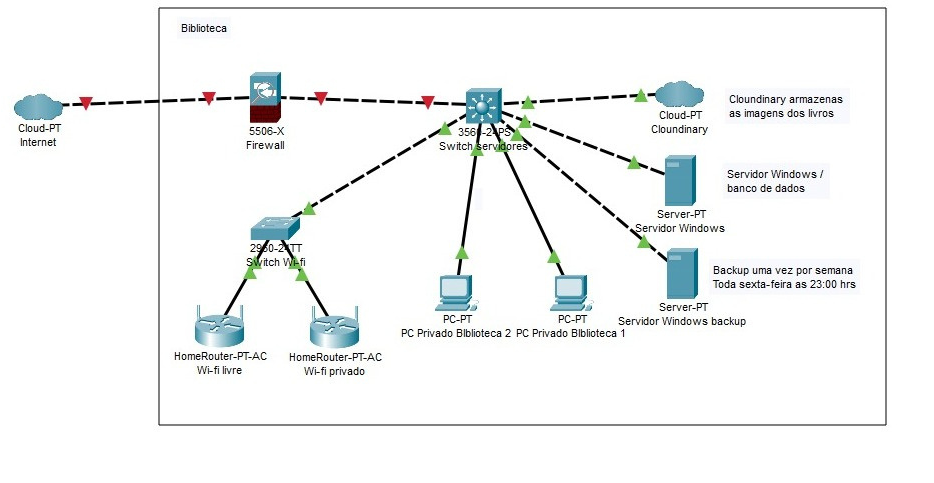 Biblioteca
Cloud-PT
Internet
5506-X
Firewall
3560-24PS
Switch servidores
Cloud-PT
Cloundinary
Cloundinary armazenas
as imagens dos livros
Servidor Windows /
banco de dados
Server-PT
Servidor Windows
2960-24TT
Switch Wi-fi
Backup uma vez por semana
Toda sexta-feira as 23:00 hrs
Server-PT
Servidor Windows backup
PC-PT
PC Privado BIblioteca 2
PC-PT
PC Privado BIblioteca 1
HomeRouter-PT-AC
Wi-fi livre
HomeRouter-PT-AC
Wi-fi privado